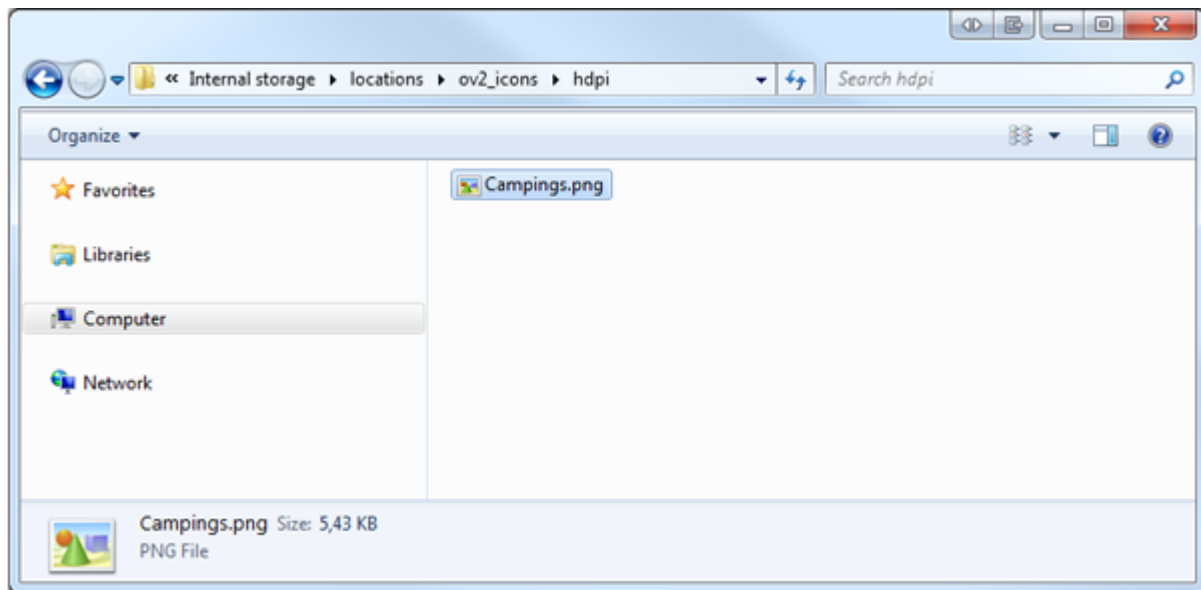 « Internal storage ▸ locations ▸ ov2_icons ▸ hdpi
Search hdpi
Organize
Favorites
Campings.png
Libraries
Computer
Network
Campings.png Size: 5,43 KB
PNG File